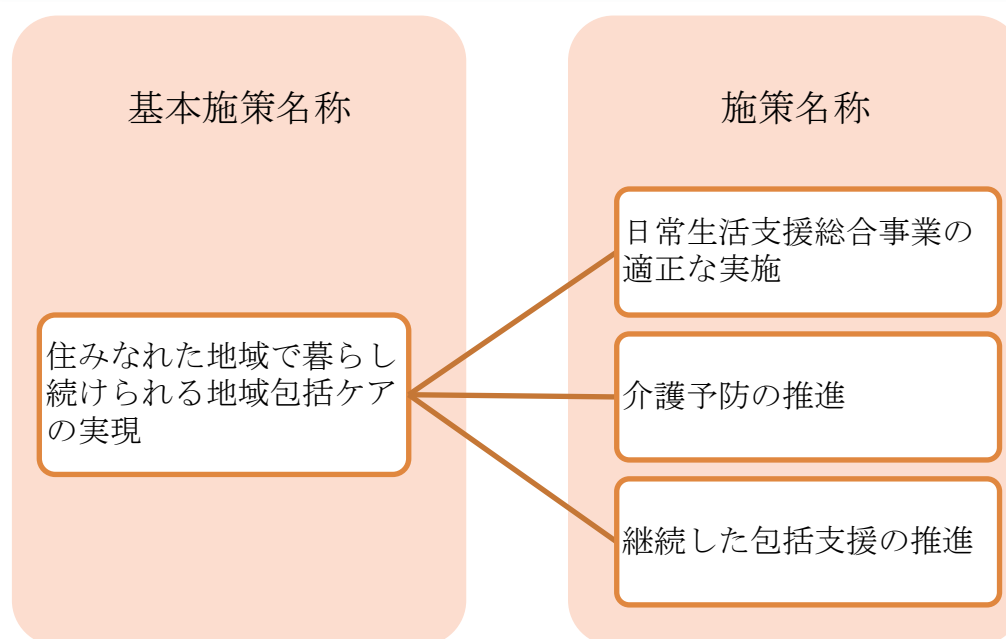 基本施策名称
住みなれた地域で暮らし
続けられる地域包括ケア
の実現
施策名称
日常生活支援総合事業の
適正な実施
介護予防の推進
継続した包括支援の推進